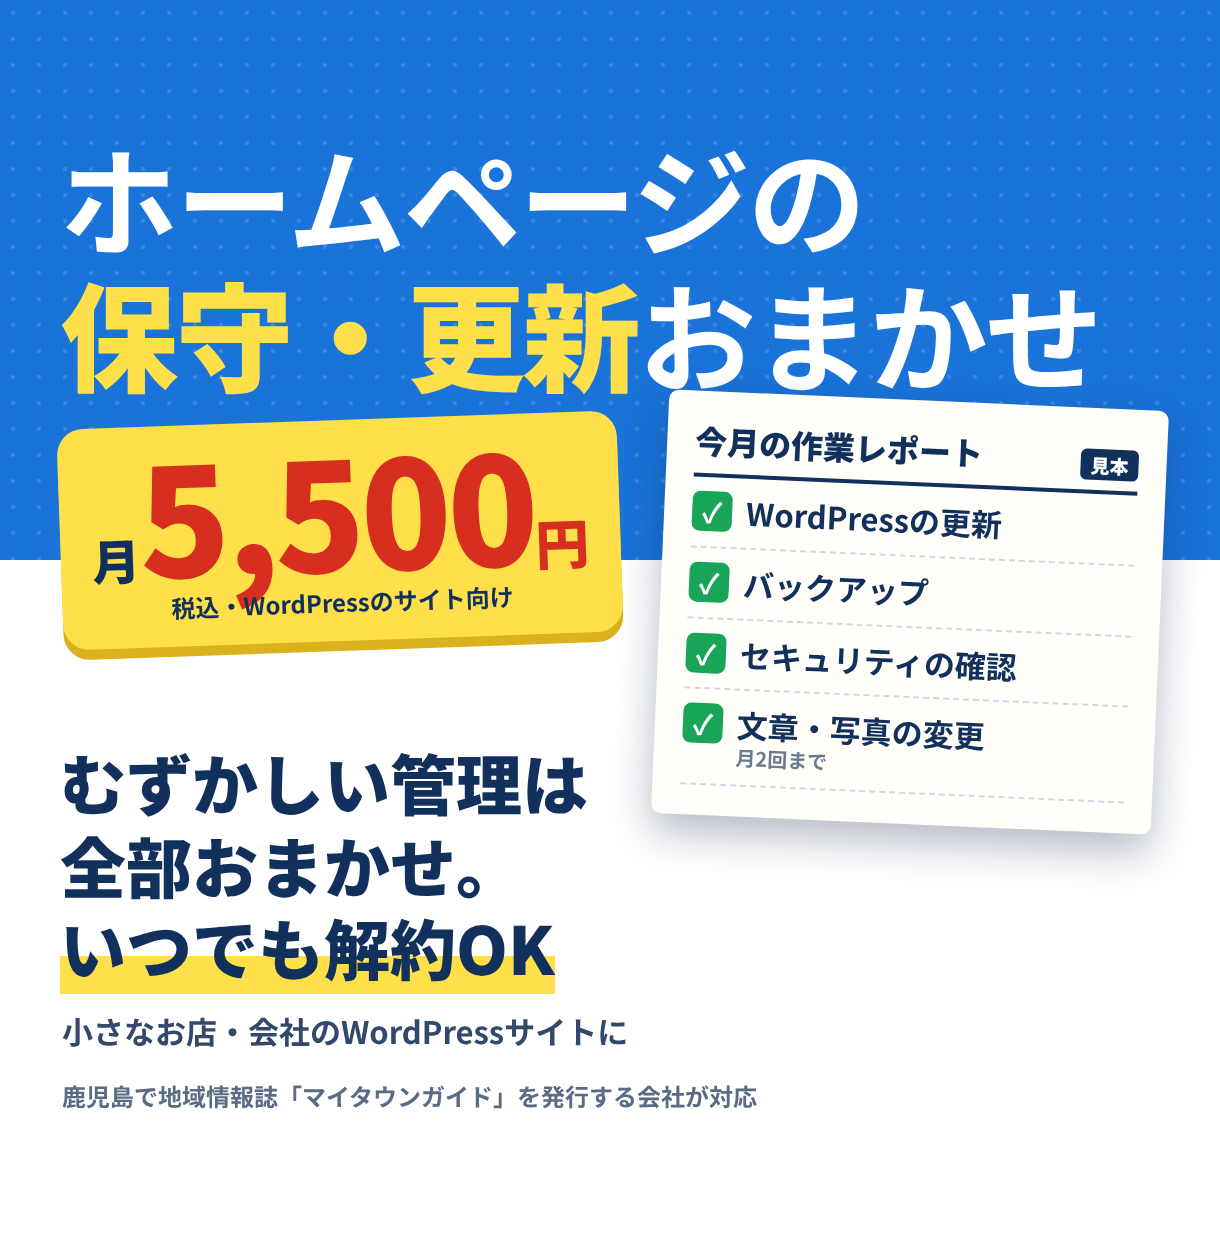 ホームページの
保守・更新おまかせ
月5,500円
税込・WordPressのサイト向け
今月の作業レポート
見本
WordPressの更新
バックアップ
セキュリティの確認
文章・写真の変更
月2回まで
むずかしい管理は
全部おまかせ。
いつでも解約OK
小さなお店・会社のWordPressサイトに
鹿児島で地域情報誌「マイタウンガイド」を発行する会社が対応